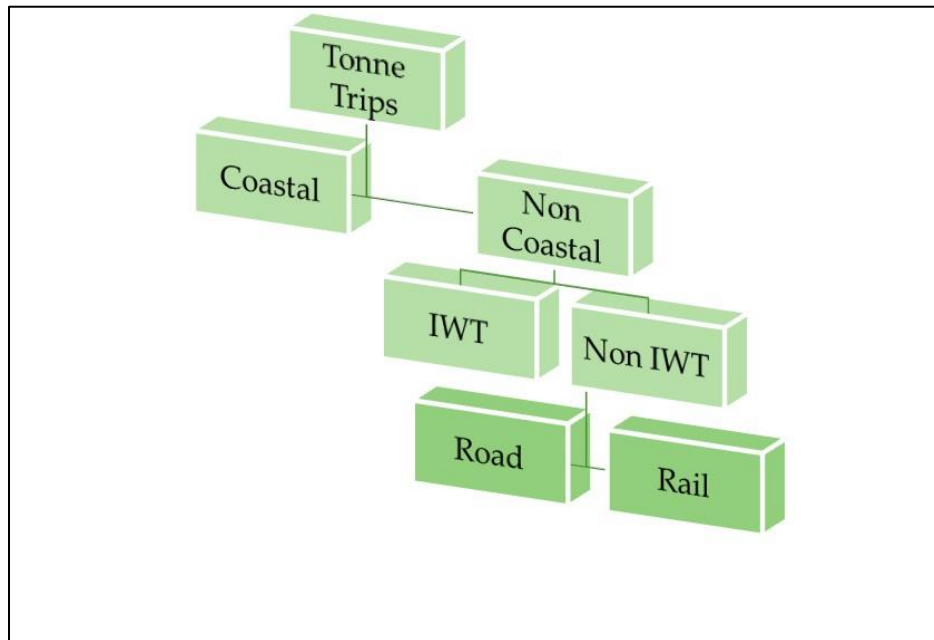 Tonne
Trips
Coastal
Non
Coastal
IWT
Non IWT
Road
Rail